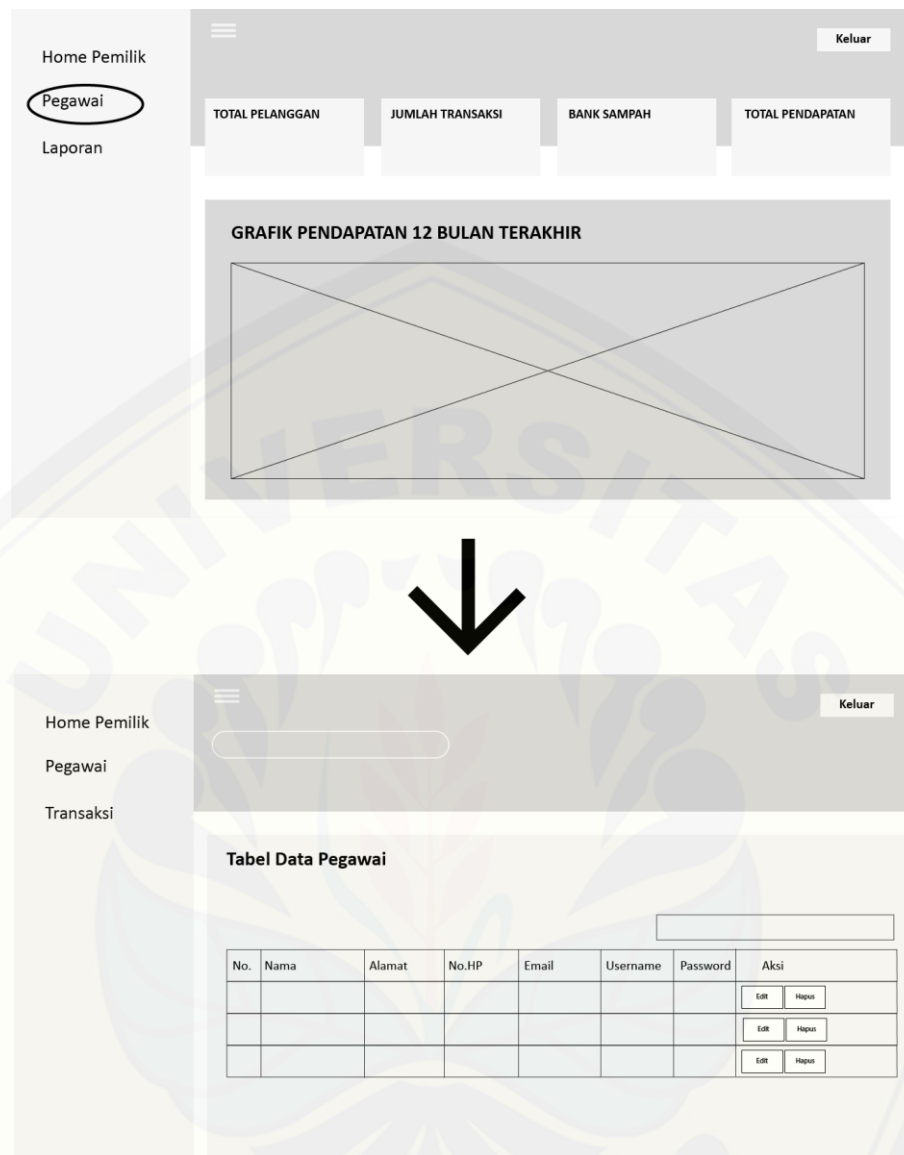 Home Pemilik
Pegawai
Laporan
Keluar
TOTAL PELANGGAN
JUMLAH TRANSAKSI
BANK SAMPAH
TOTAL PENDAPATAN
GRAFIK PENDAPATAN 12 BULAN TERAKHIR
UNIVERSITAS
Home Pemilik
Pegawai
Transaksi
Keluar
Tabel Data Pegawai
No. Nama Alamat No.HP Email Username Password Aksi
Edit Hapus
Edit Hapus
Edit Hapus